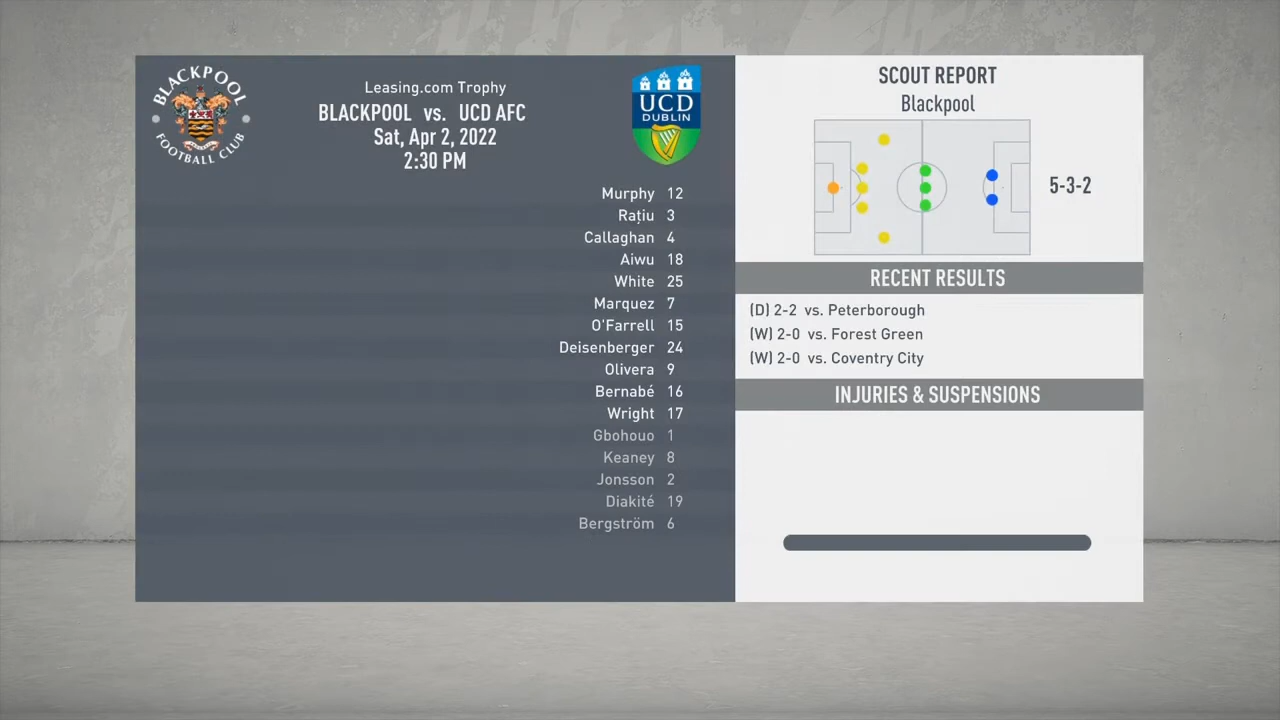 BLACKPOOL
FOOTBALL CLUB
Leasing.com Trophy
BLACKPOOL vs. UCD AFC
Sat, Apr 2, 2022
2:30 PM
UCD
DUBLIN
Murphy 12
Rațiu 3
Callaghan 4
Aiwu 18
White 25
Marquez 7
O'Farrell 15
Deisenberger 24
Olivera 9
Bernabé 16
Wright 17
Gbohouo 1
Keaney 8
Jonsson 2
Diakité 19
Bergström 6
SCOUT REPORT
Blackpool
5-3-2
RECENT RESULTS
(D) 2-2 vs. Peterborough
(W) 2-0 vs. Forest Green
(W) 2-0 vs. Coventry City
INJURIES & SUSPENSIONS